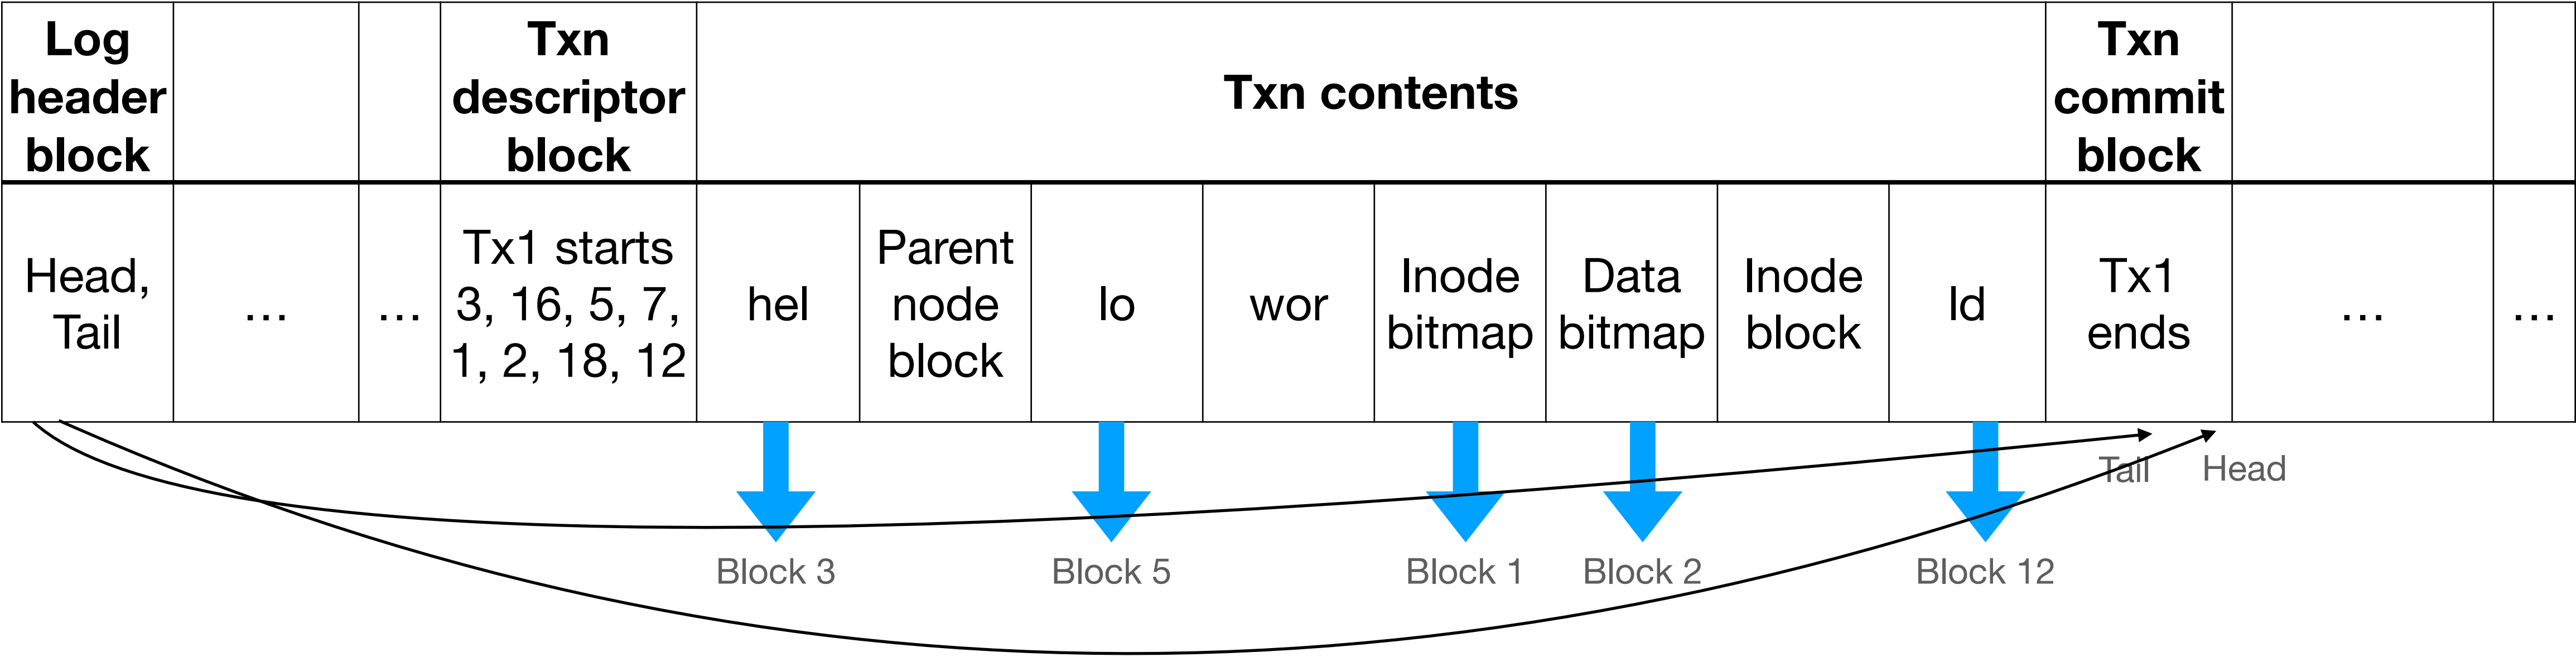 Log
header
block
Txn
descriptor
block
Txn contents
Txn
commit
block
Head,
Tail
...
...
Tx1 starts
3, 16, 5, 7,
1, 2, 18, 12
hel
Parent
node
block
lo
wor
Inode
bitmap
Data
bitmap
Inode
block
ld
Tx1
ends
...
...
Tail
Head
Block 3
Block 5
Block 1
Block 2
Block 12